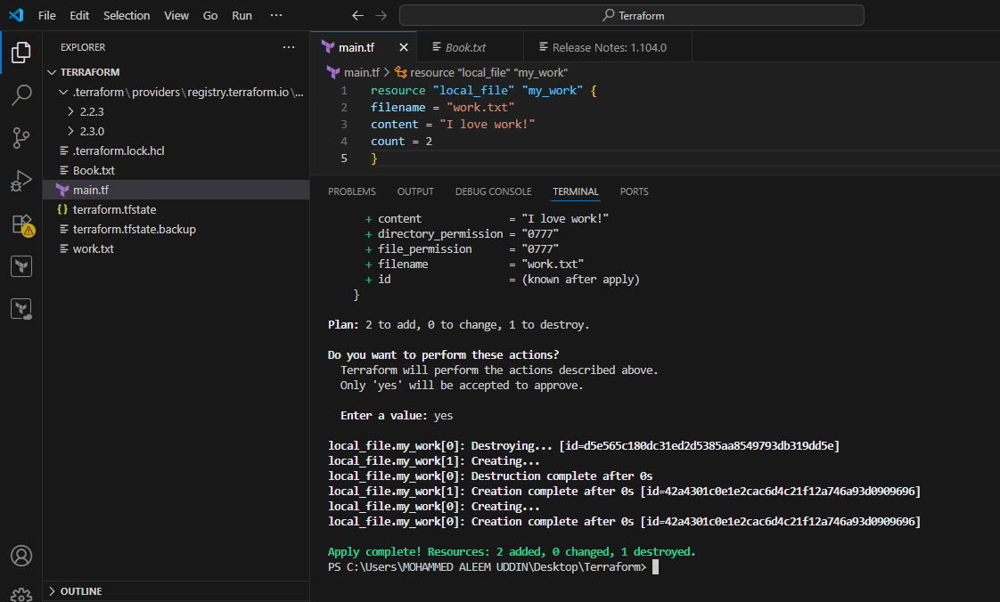 File Edit Selection View Go Run ···
Terraform
EXPLORER ···
TERRAFORM
.terraform\providers\registry.terraform.io\...
2.2.3
2.3.0
.terraform.lock.hcl
Book.txt
main.tf
terraform.tfstate
terraform.tfstate.backup
work.txt
OUTLINE
main.tf Book.txt Release Notes: 1.104.0
main.tf > resource "local_file" "my_work"
1 resource "local_file" "my_work" {
2 filename = "work.txt"
3 content = "I love work!"
4 count = 2
5 }
PROBLEMS OUTPUT DEBUG CONSOLE TERMINAL PORTS
+ content = "I love work!"
+ directory_permission = "0777"
+ file_permission = "0777"
+ filename = "work.txt"
+ id = (known after apply)
}
Plan: 2 to add, 0 to change, 1 to destroy.
Do you want to perform these actions?
Terraform will perform the actions described above.
Only 'yes' will be accepted to approve.
Enter a value: yes
local_file.my_work[0]: Destroying... [id=d5e565c180dc31ed2d5385aa8549793db319dd5e]
local_file.my_work[1]: Creating...
local_file.my_work[0]: Destruction complete after 0s
local_file.my_work[1]: Creation complete after 0s [id=42a4301c0e1e2cac6d4c21f12a746a93d0909696]
local_file.my_work[0]: Creating...
local_file.my_work[0]: Creation complete after 0s [id=42a4301c0e1e2cac6d4c21f12a746a93d0909696]
Apply complete! Resources: 2 added, 0 changed, 1 destroyed.
PS C:\Users\MOHAMMED ALEEM UDDIN\Desktop\Terraform>